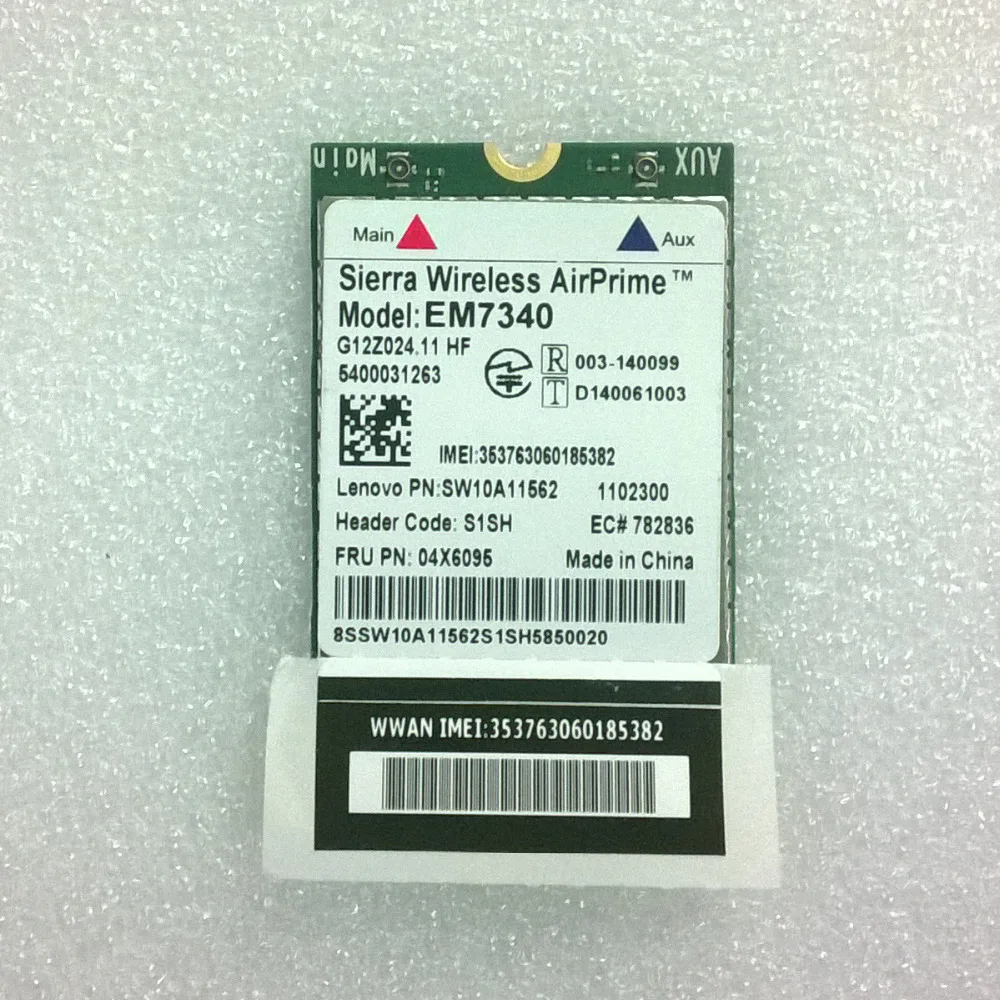 Main
AUX
Main
Aux
Sierra Wireless AirPrime™
Model: EM7340
G12Z024.11 HF
5400031263
R 003-140099
T D140061003
IMEI:353763060185382
Lenovo PN:SW10A11562 1102300
Header Code: S1SH EC# 782836
FRU PN: 04X6095 Made in China
8SSW10A11562S1SH5850020
WWAN IMEI:353763060185382